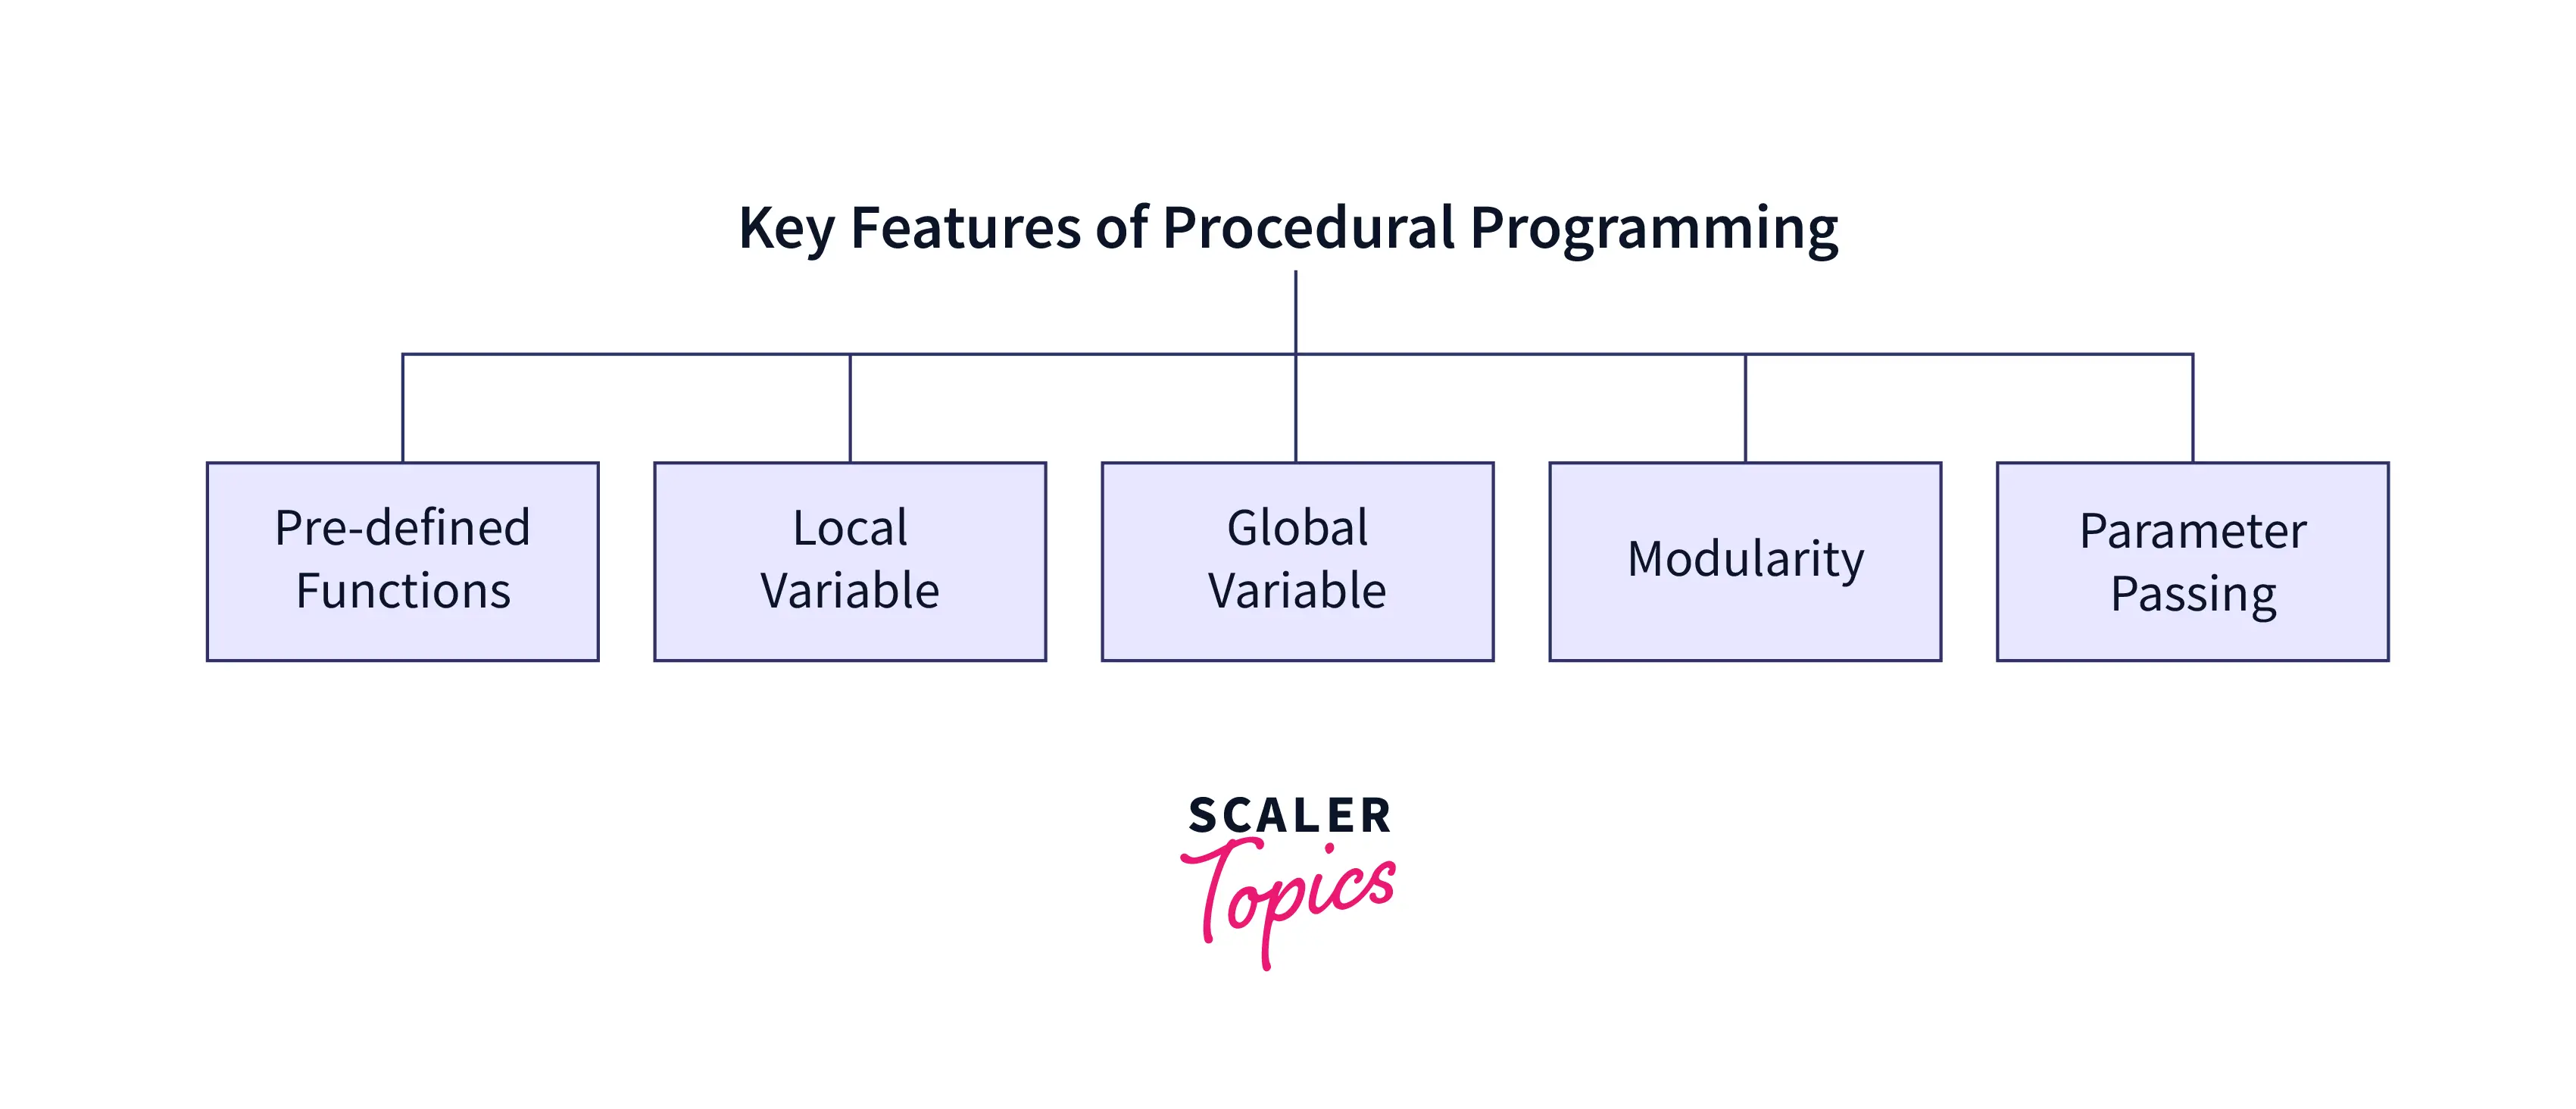 Key Features of Procedural Programming
Pre-defined
Functions
Local
Variable
Global
Variable
Modularity
Parameter
Passing
SCALER
Topics